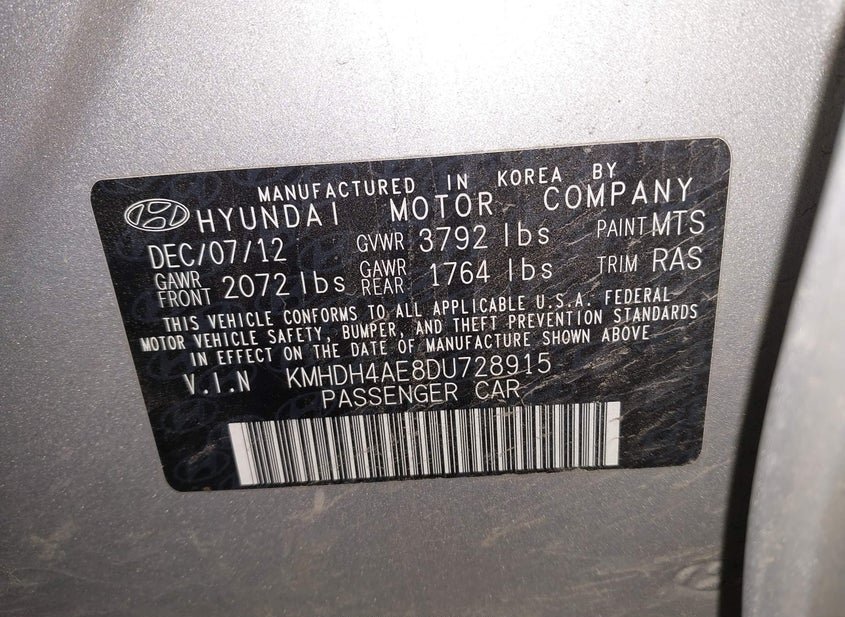 MANUFACTURED IN KOREA BY
HYUNDAI MOTOR COMPANY
DEC/07/12 GVWR 3792 lbs PAINT MTS
GAWR FRONT 2072 lbs GAWR REAR 1764 lbs TRIM RAS
THIS VEHICLE CONFORMS TO ALL APPLICABLE U.S.A. FEDERAL
MOTOR VEHICLE SAFETY, BUMPER, AND THEFT PREVENTION STANDARDS
IN EFFECT ON THE DATE OF MANUFACTURE SHOWN ABOVE
V.I.N KMHDH4AE8DU728915
PASSENGER CAR